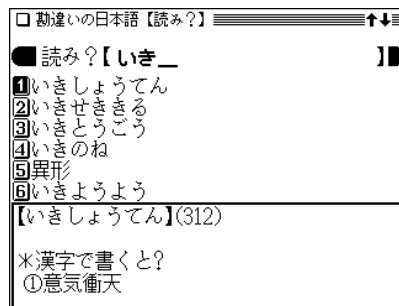 □ 勘違いの日本語【読み?】
読み?【いき_ 】
1いきしょうてん
2いきせききる
3いきとうごう
4いきのね
5異形
6いきようよう
【いきしょうてん】(312)
*漢字で書くと?
①意気衝天